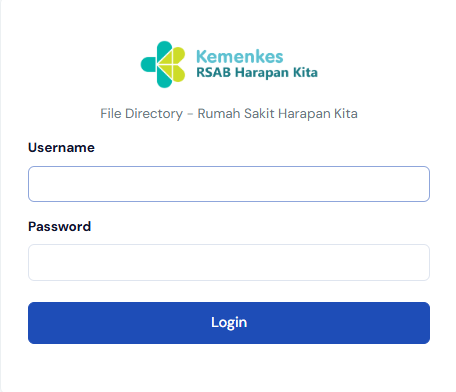 Kemenkes
RSAB Harapan Kita
File Directory - Rumah Sakit Harapan Kita
Username
Password
Login